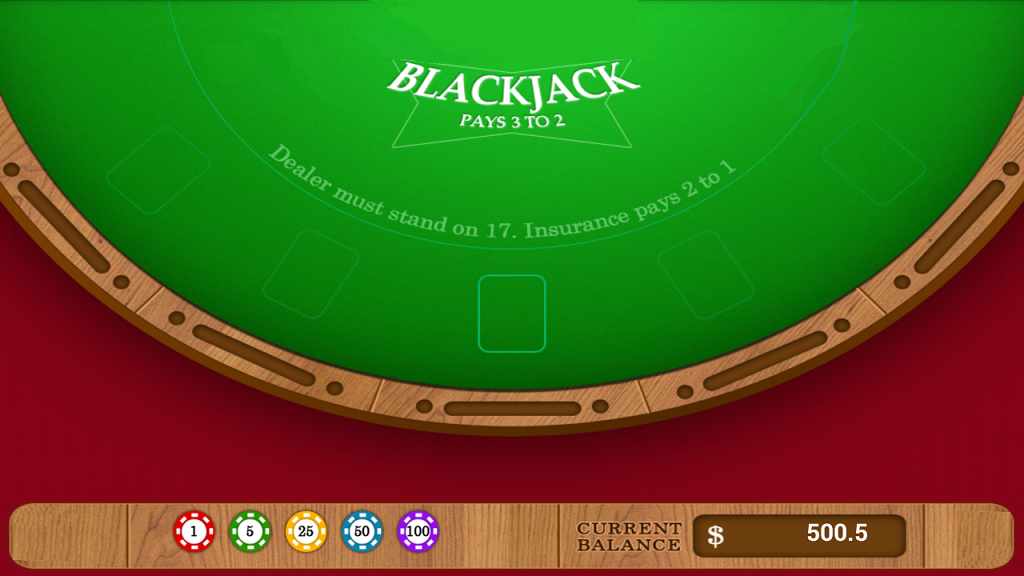 BLACKJACK
PAYS 3 TO 2
Dealer must stand on 17. Insurance pays 2 to 1
1 5 25 50 100
CURRENT
BALANCE
$ 500.5